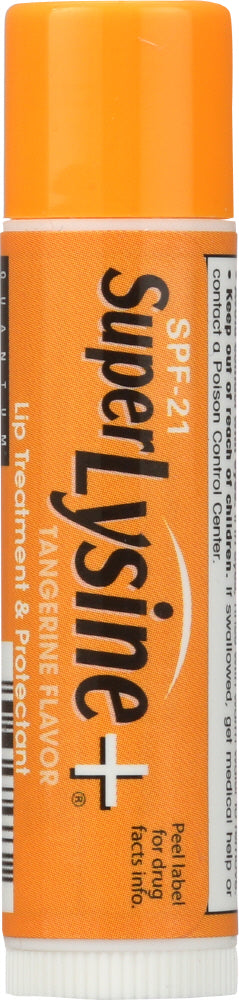 • Keep out of reach of children. If swallowed, get medical help or
contact a Poison Control Center.
SPF-21
SuperLysine+®
TANGERINE FLAVOR
Lip Treatment & Protectant
QUANTUM
Peel label
for drug
facts info.